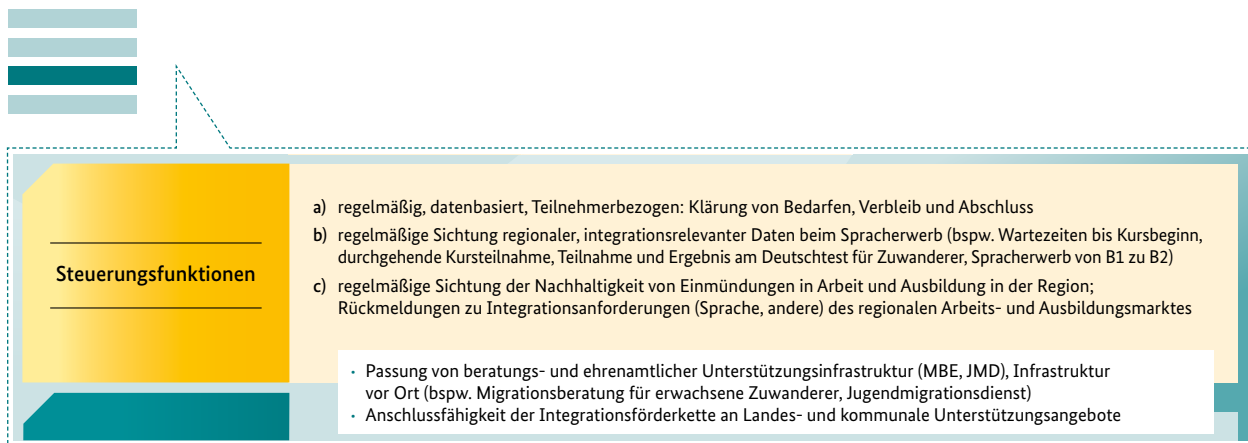 Steuerungsfunktionen
a) regelmäßig, datenbasiert, Teilnehmerbezogen: Klärung von Bedarfen, Verbleib und Abschluss
b) regelmäßige Sichtung regionaler, integrationsrelevanter Daten beim Spracherwerb (bspw. Wartezeiten bis Kursbeginn,
durchgehende Kursteilnahme, Teilnahme und Ergebnis am Deutschtest für Zuwanderer, Spracherwerb von B1 zu B2)
c) regelmäßige Sichtung der Nachhaltigkeit von Einmündungen in Arbeit und Ausbildung in der Region;
Rückmeldungen zu Integrationsanforderungen (Sprache, andere) des regionalen Arbeits- und Ausbildungsmarktes
• Passung von beratungs- und ehrenamtlicher Unterstützungsinfrastruktur (MBE, JMD), Infrastruktur
vor Ort (bspw. Migrationsberatung für erwachsene Zuwanderer, Jugendmigrationsdienst)
• Anschlussfähigkeit der Integrationsförderkette an Landes- und kommunale Unterstützungsangebote